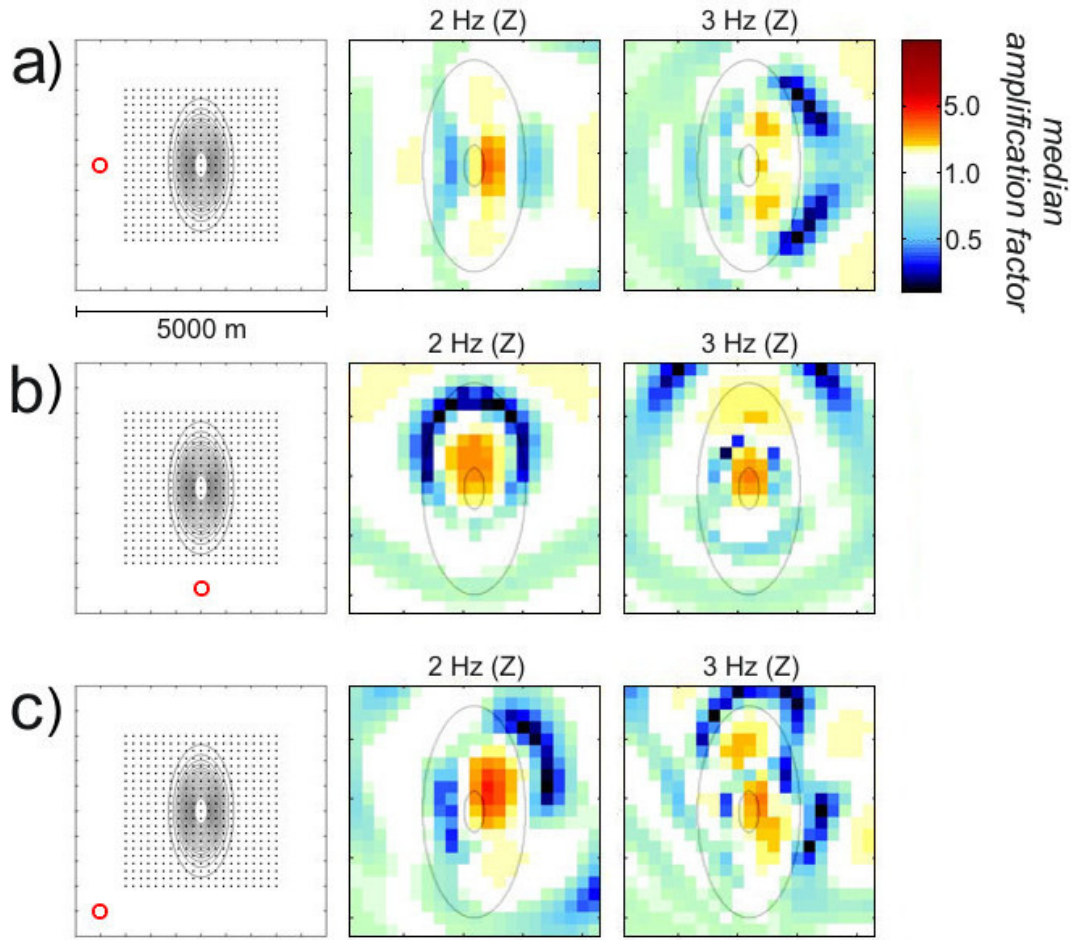 a)
2 Hz (Z)
3 Hz (Z)
5.0
1.0
0.5
median
amplification factor
5000 m
b)
2 Hz (Z)
3 Hz (Z)
c)
2 Hz (Z)
3 Hz (Z)